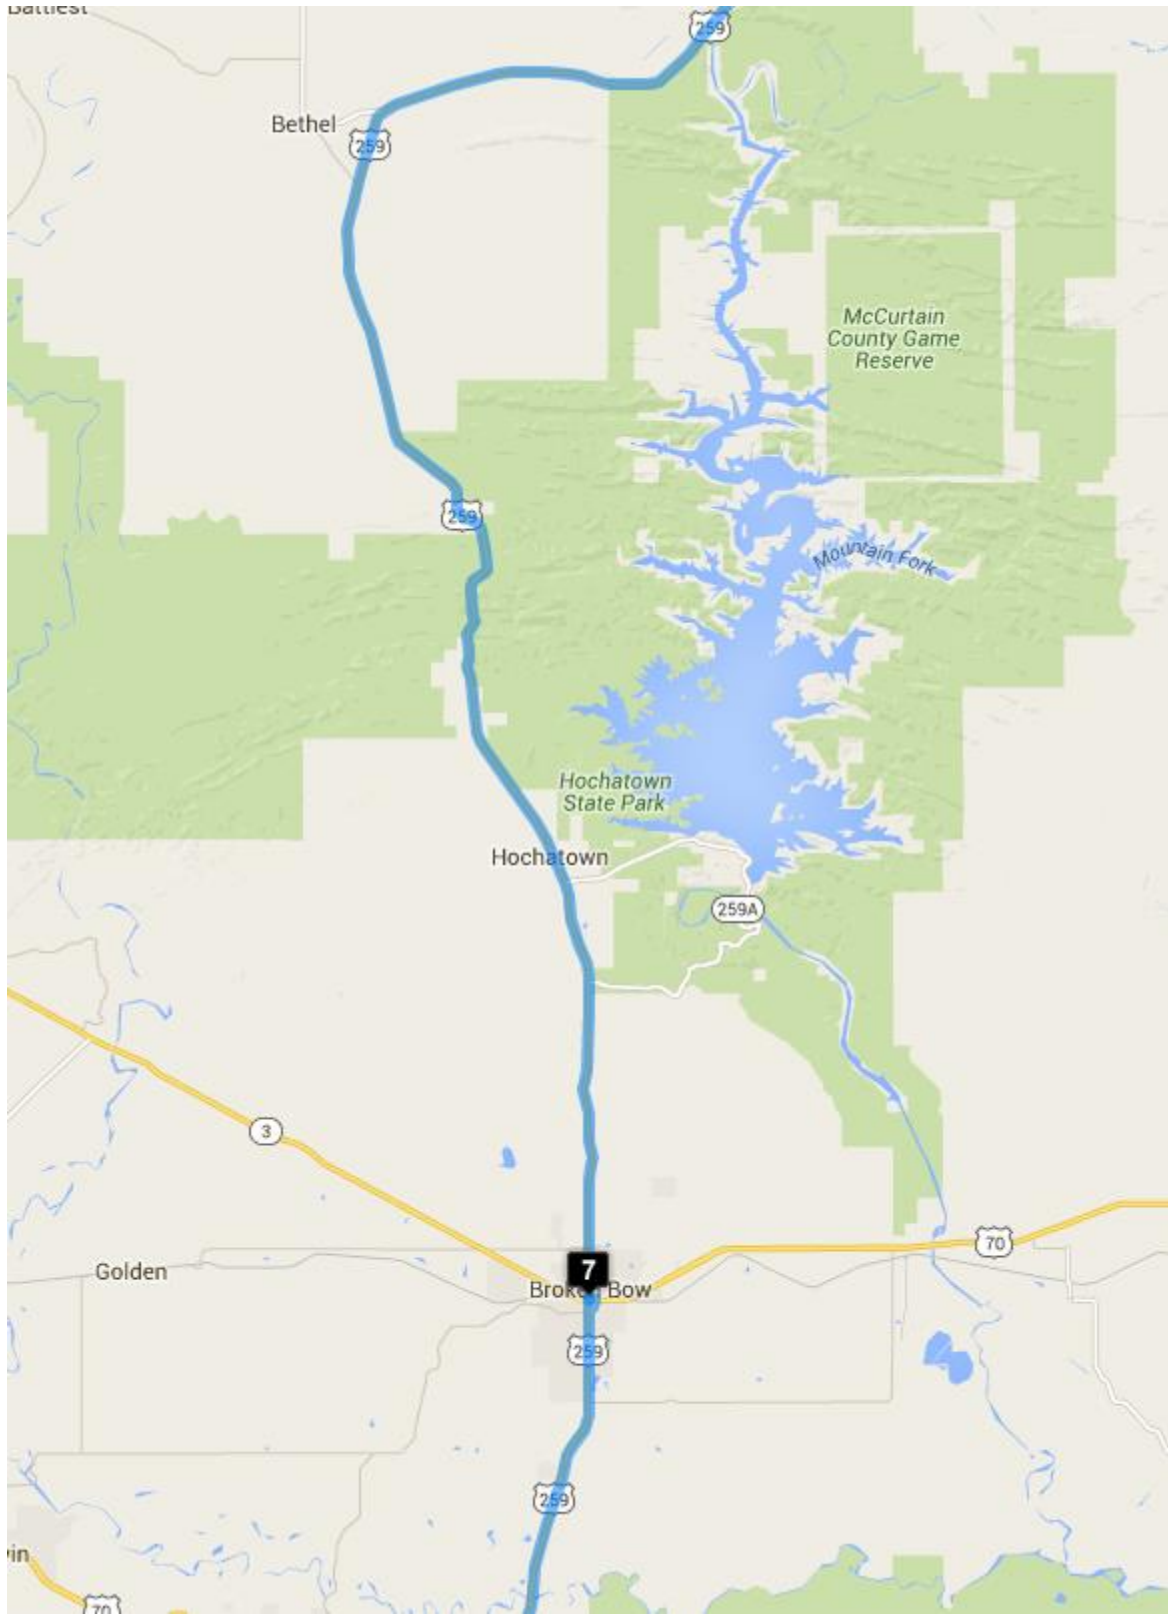 259
Bethel
259
McCurtain
County Game
Reserve
259
Mountain Fork
Hochatown
State Park
Hochatown
259A
3
70
Golden
7
Broken Bow
259
259
70